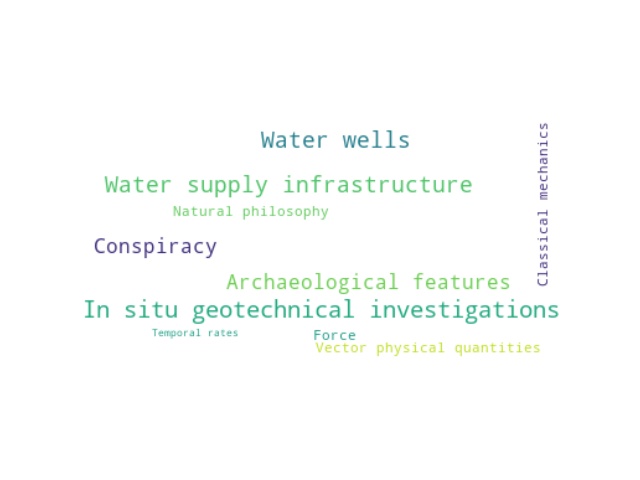 Water wells
Water supply infrastructure
Natural philosophy
Classical mechanics
Conspiracy
Archaeological features
In situ geotechnical investigations
Temporal rates
Force
Vector physical quantities